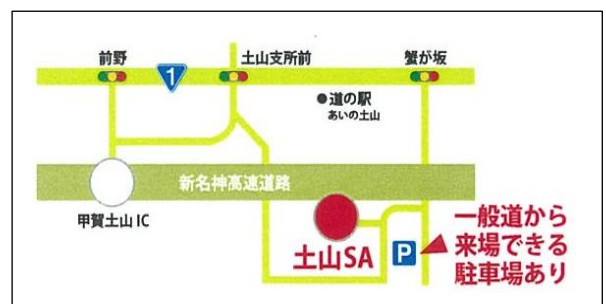 前野
土山支所前
蟹が坂
1
●道の駅
あいの土山
新名神高速道路
甲賀土山 IC
土山SA
P
一般道から
来場できる
駐車場あり